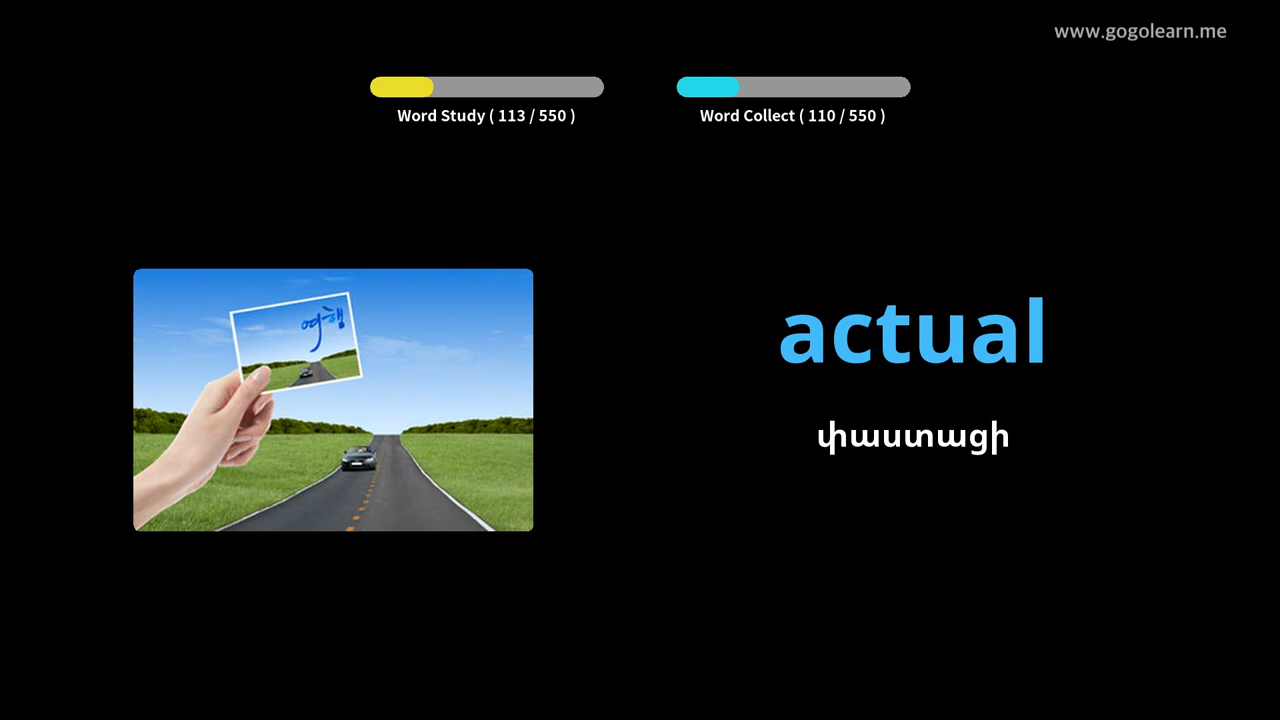 www.gogolearn.me
Word Study ( 113 / 550 )
Word Collect ( 110 / 550 )
여행
actual
փաստացի